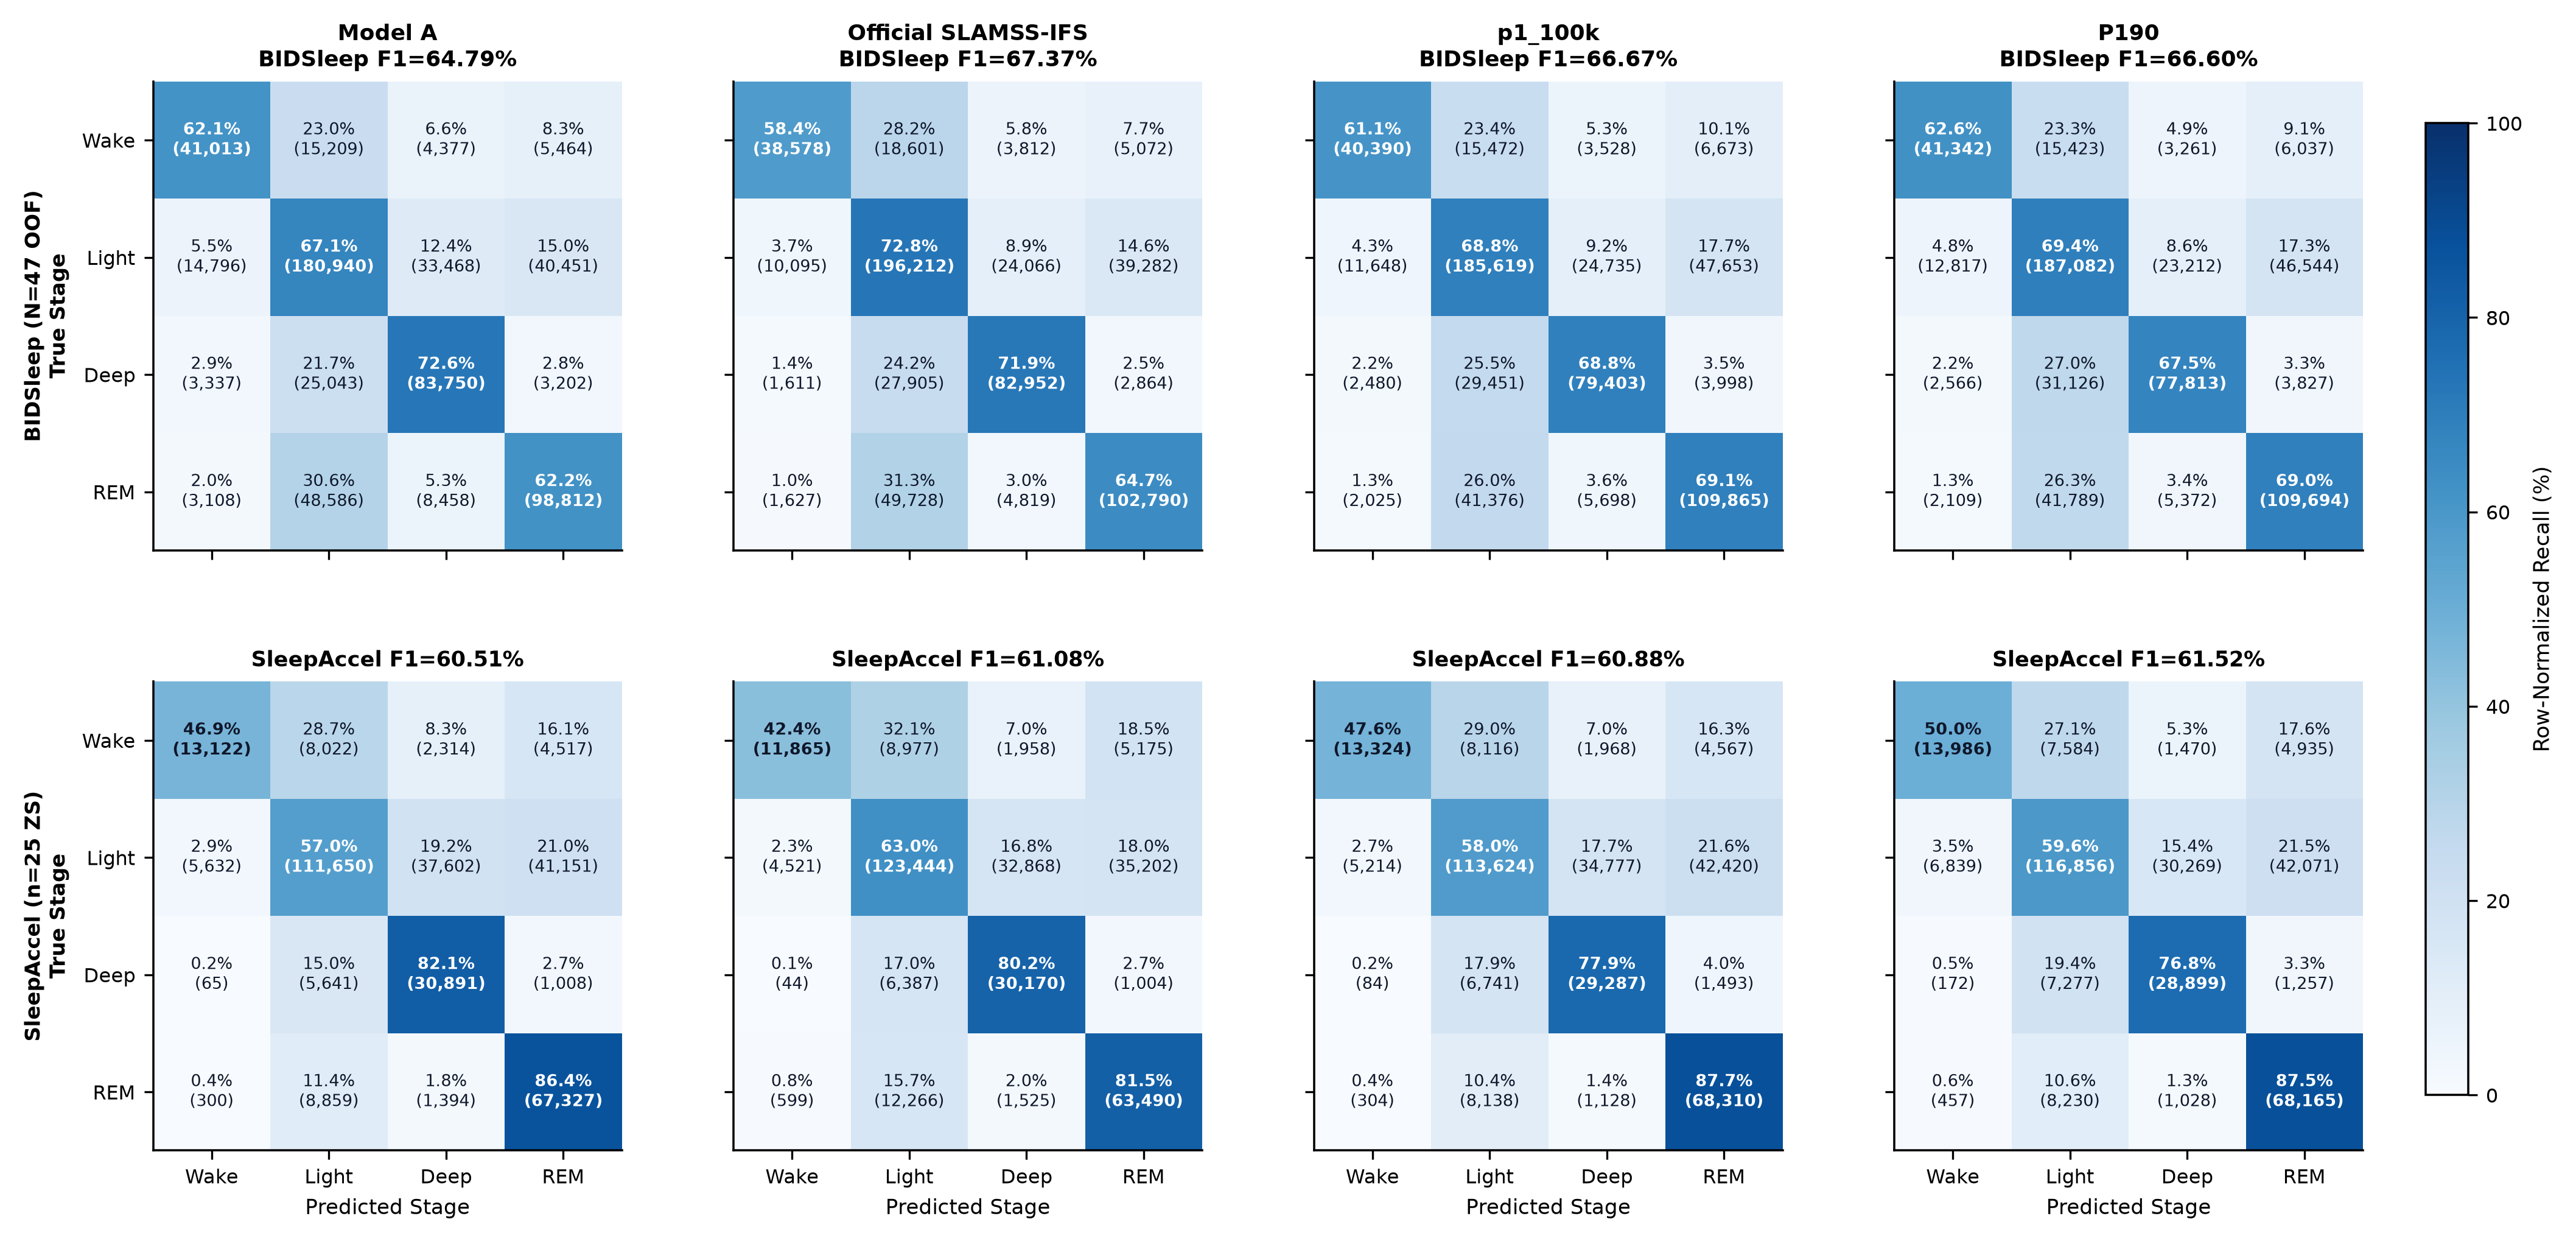 Model A
BIDSleep F1=64.79%
Official SLAMSS-IFS
BIDSleep F1=67.37%
p1_100k
BIDSleep F1=66.67%
P190
BIDSleep F1=66.60%
BIDSleep (N=47 OOF)
True Stage
Wake
62.1% 23.0% 6.6% 8.3%
(41,013) (15,209) (4,377) (5,464)
58.4% 28.2% 5.8% 7.7%
(38,578) (18,601) (3,812) (5,072)
61.1% 23.4% 5.3% 10.1%
(40,390) (15,472) (3,528) (6,673)
62.6% 23.3% 4.9% 9.1%
(41,342) (15,423) (3,261) (6,037)
Light
5.5% 67.1% 12.4% 15.0%
(14,796) (180,940) (33,468) (40,451)
3.7% 72.8% 8.9% 14.6%
(10,095) (196,212) (24,066) (39,282)
4.3% 68.8% 9.2% 17.7%
(11,648) (185,619) (24,735) (47,653)
4.8% 69.4% 8.6% 17.3%
(12,817) (187,082) (23,212) (46,544)
Deep
2.9% 21.7% 72.6% 2.8%
(3,337) (25,043) (83,750) (3,202)
1.4% 24.2% 71.9% 2.5%
(1,611) (27,905) (82,952) (2,864)
2.2% 25.5% 68.8% 3.5%
(2,480) (29,451) (79,403) (3,998)
2.2% 27.0% 67.5% 3.3%
(2,566) (31,126) (77,813) (3,827)
REM
2.0% 30.6% 5.3% 62.2%
(3,108) (48,586) (8,458) (98,812)
1.0% 31.3% 3.0% 64.7%
(1,627) (49,728) (4,819) (102,790)
1.3% 26.0% 3.6% 69.1%
(2,025) (41,376) (5,698) (109,865)
1.3% 26.3% 3.4% 69.0%
(2,109) (41,789) (5,372) (109,694)
SleepAccel F1=60.51%
SleepAccel F1=61.08%
SleepAccel F1=60.88%
SleepAccel F1=61.52%
SleepAccel (n=25 ZS)
True Stage
Wake
46.9% 28.7% 8.3% 16.1%
(13,122) (8,022) (2,314) (4,517)
42.4% 32.1% 7.0% 18.5%
(11,865) (8,977) (1,958) (5,175)
47.6% 29.0% 7.0% 16.3%
(13,324) (8,116) (1,968) (4,567)
50.0% 27.1% 5.3% 17.6%
(13,986) (7,584) (1,470) (4,935)
Light
2.9% 57.0% 19.2% 21.0%
(5,632) (111,650) (37,602) (41,151)
2.3% 63.0% 16.8% 18.0%
(4,521) (123,444) (32,868) (35,202)
2.7% 58.0% 17.7% 21.6%
(5,214) (113,624) (34,777) (42,420)
3.5% 59.6% 15.4% 21.5%
(6,839) (116,856) (30,269) (42,071)
Deep
0.2% 15.0% 82.1% 2.7%
(65) (5,641) (30,891) (1,008)
0.1% 17.0% 80.2% 2.7%
(44) (6,387) (30,170) (1,004)
0.2% 17.9% 77.9% 4.0%
(84) (6,741) (29,287) (1,493)
0.5% 19.4% 76.8% 3.3%
(172) (7,277) (28,899) (1,257)
REM
0.4% 11.4% 1.8% 86.4%
(300) (8,859) (1,394) (67,327)
0.8% 15.7% 2.0% 81.5%
(599) (12,266) (1,525) (63,490)
0.4% 10.4% 1.4% 87.7%
(304) (8,138) (1,128) (68,310)
0.6% 10.6% 1.3% 87.5%
(457) (8,230) (1,028) (68,165)
Wake Light Deep REM
Predicted Stage
Wake Light Deep REM
Predicted Stage
Wake Light Deep REM
Predicted Stage
Wake Light Deep REM
Predicted Stage
100
80
60
40
20
0
Row-Normalized Recall (%)